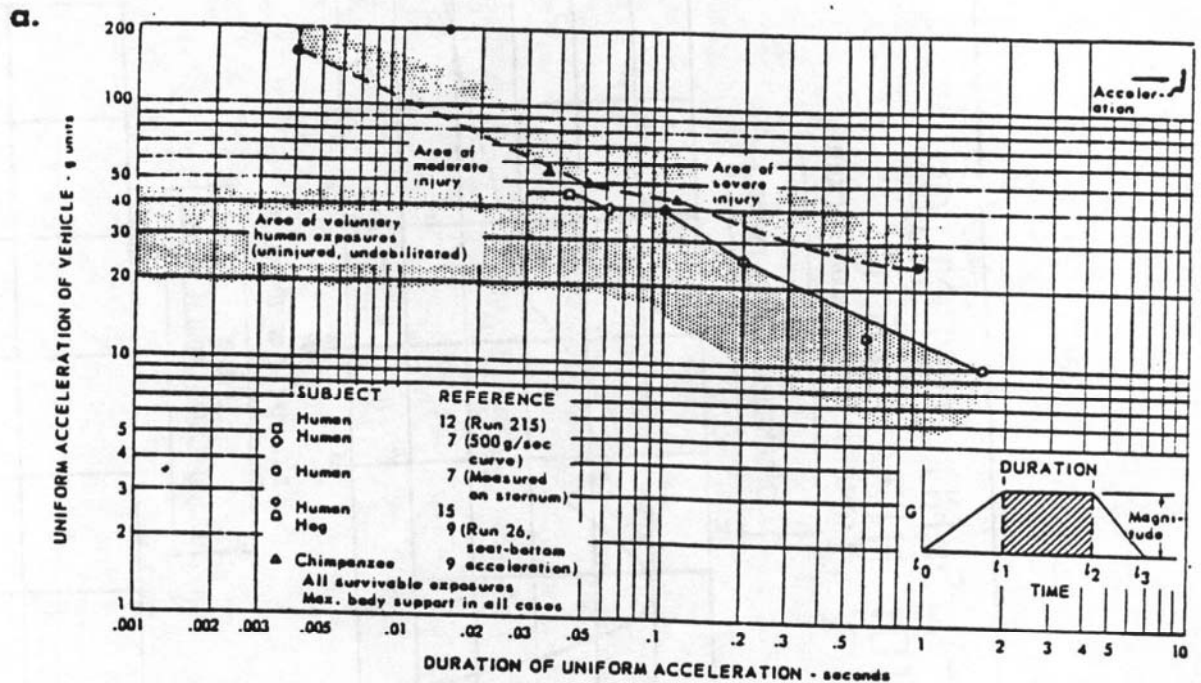 a.
UNIFORM ACCELERATION OF VEHICLE - g units
200
100
50
40
30
20
10
5
4
3
2
1
Acceler-
ation
Area of
moderate
injury
Area of
severe
injury
Area of voluntary
human exposures
(uninjured, undebilitated)
SUBJECT REFERENCE
Human 12 (Run 215)
Human 7 (500 g/sec
curve)
Human 7 (Measured
on sternum)
Human 15
Hog 9 (Run 26,
seat-bottom
acceleration)
Chimpanzee 9
All survivable exposures
Max. body support in all cases
DURATION
G
Magni-
tude
t0 t1 t2 t3
TIME
.001 .002 .003 .005 .01 .02 .03 .05 .1 .2 .3 .5 1 2 3 4 5 10
DURATION OF UNIFORM ACCELERATION - seconds